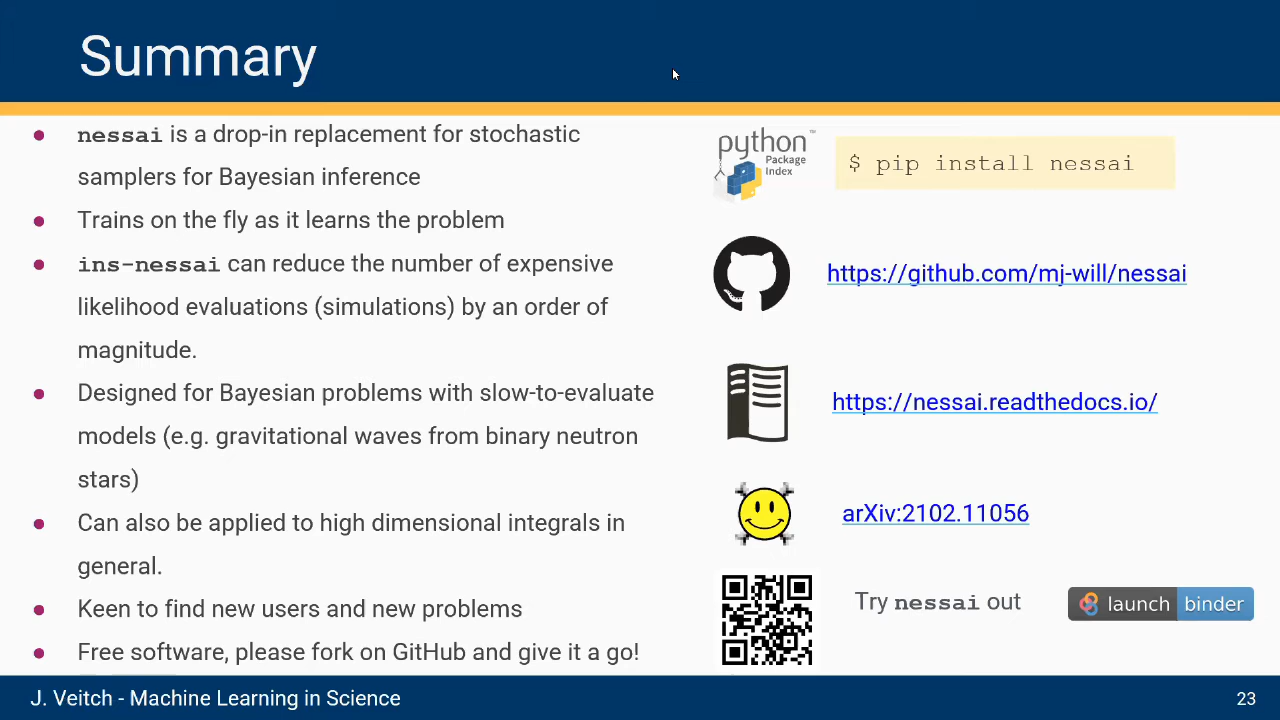 Summary
nessai is a drop-in replacement for stochastic
samplers for Bayesian inference
Trains on the fly as it learns the problem
ins-nessai can reduce the number of expensive
likelihood evaluations (simulations) by an order of
magnitude.
Designed for Bayesian problems with slow-to-evaluate
models (e.g. gravitational waves from binary neutron
stars)
Can also be applied to high dimensional integrals in
general.
Keen to find new users and new problems
Free software, please fork on GitHub and give it a go!
python™
Package
Index
$ pip install nessai
https://github.com/mj-will/nessai
https://nessai.readthedocs.io/
arXiv:2102.11056
Try nessai out
launch binder
J. Veitch - Machine Learning in Science
23